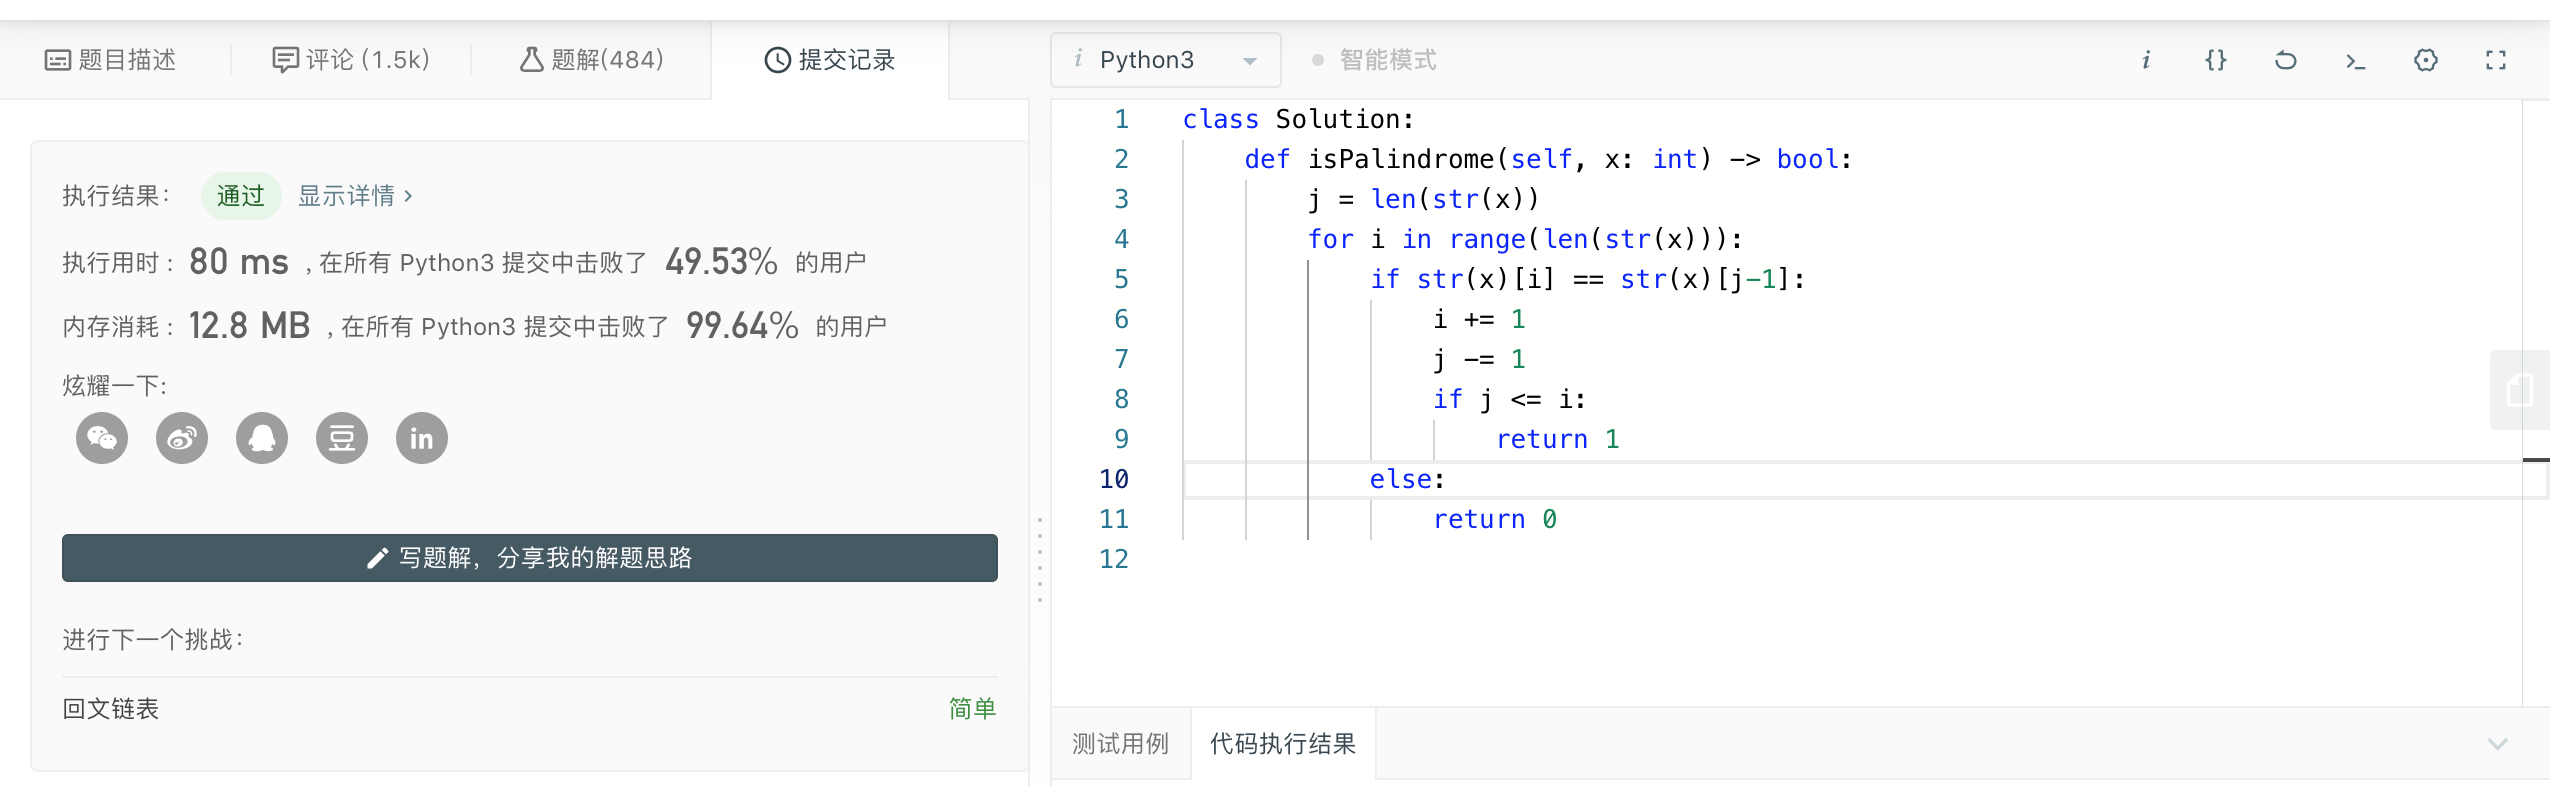 题目描述
评论 (1.5k)
题解(484)
提交记录
i Python3
智能模式
i {} >_
执行结果： 通过 显示详情 >
执行用时 : 80 ms , 在所有 Python3 提交中击败了 49.53% 的用户
内存消耗 : 12.8 MB , 在所有 Python3 提交中击败了 99.64% 的用户
炫耀一下:
豆 in
写题解，分享我的解题思路
进行下一个挑战：
回文链表 简单
1 class Solution:
2     def isPalindrome(self, x: int) -> bool:
3         j = len(str(x))
4         for i in range(len(str(x))):
5             if str(x)[i] == str(x)[j-1]:
6                 i += 1
7                 j -= 1
8                 if j <= i:
9                     return 1
10             else:
11                 return 0
12
测试用例
代码执行结果